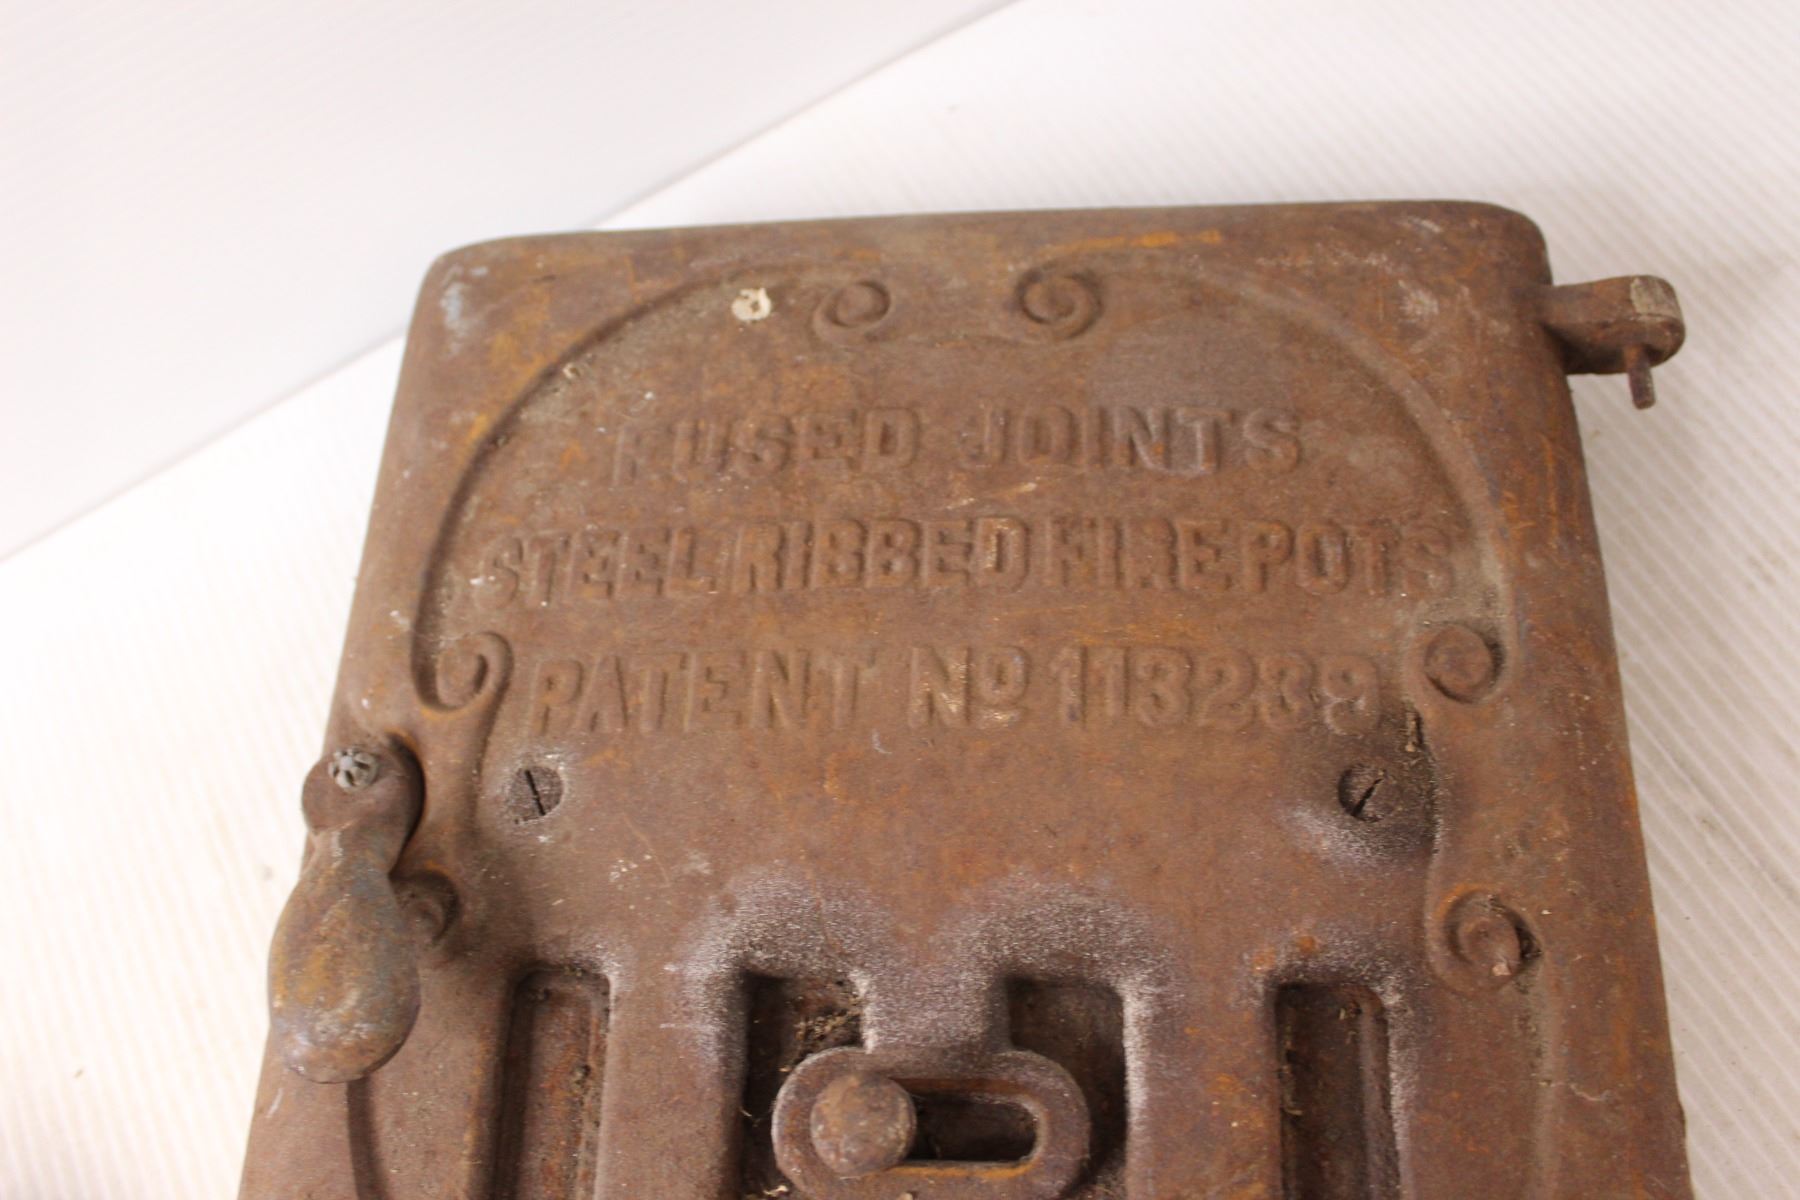 FUSED JOINTS
STEEL RIBBED FIRE POTS
PATENT No 113239